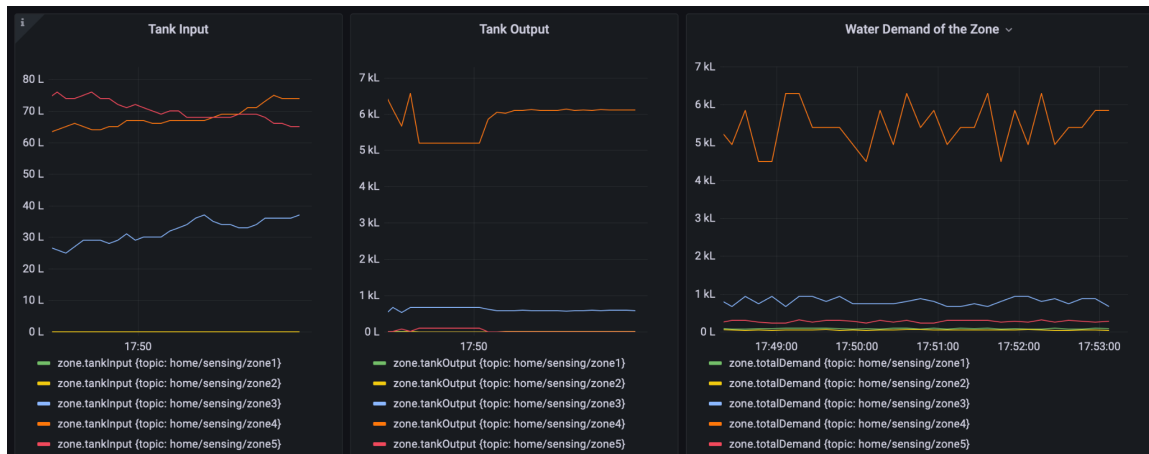 i
Tank Input
80 L
70 L
60 L
50 L
40 L
30 L
20 L
10 L
0 L
17:50
zone.tankInput {topic: home/sensing/zone1}
zone.tankInput {topic: home/sensing/zone2}
zone.tankInput {topic: home/sensing/zone3}
zone.tankInput {topic: home/sensing/zone4}
zone.tankInput {topic: home/sensing/zone5}
Tank Output
7 kL
6 kL
5 kL
4 kL
3 kL
2 kL
1 kL
0 L
17:50
zone.tankOutput {topic: home/sensing/zone1}
zone.tankOutput {topic: home/sensing/zone2}
zone.tankOutput {topic: home/sensing/zone3}
zone.tankOutput {topic: home/sensing/zone4}
zone.tankOutput {topic: home/sensing/zone5}
Water Demand of the Zone
7 kL
6 kL
5 kL
4 kL
3 kL
2 kL
1 kL
0 L
17:49:00 17:50:00 17:51:00 17:52:00 17:53:00
zone.totalDemand {topic: home/sensing/zone1}
zone.totalDemand {topic: home/sensing/zone2}
zone.totalDemand {topic: home/sensing/zone3}
zone.totalDemand {topic: home/sensing/zone4}
zone.totalDemand {topic: home/sensing/zone5}